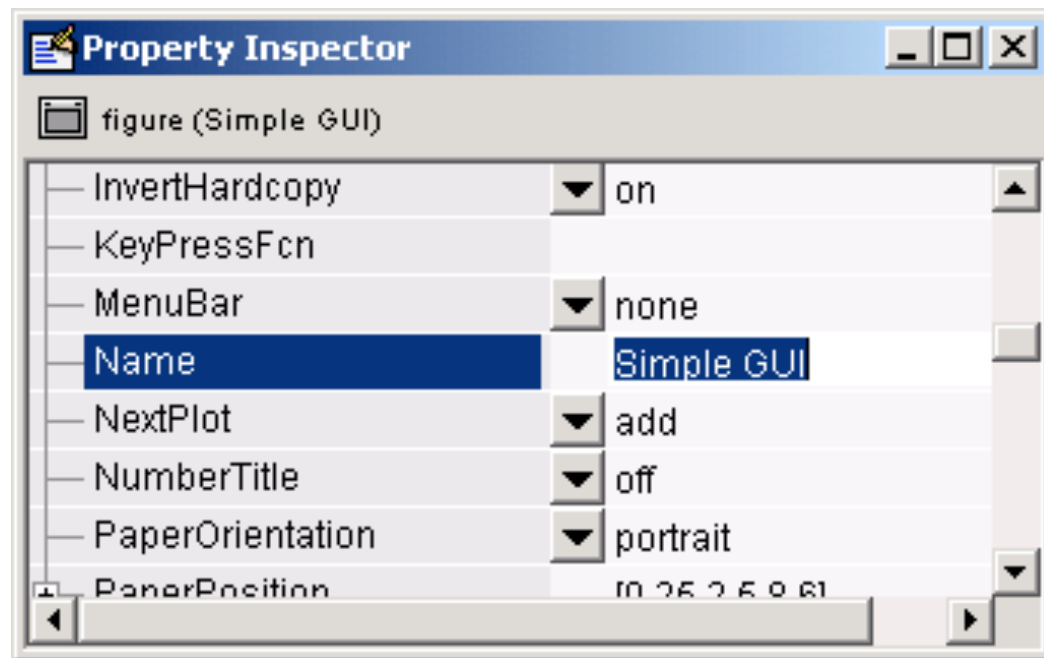 Property Inspector
figure (Simple GUI)
InvertHardcopy on
KeyPressFcn
MenuBar none
Name Simple GUI
NextPlot add
NumberTitle off
PaperOrientation portrait
PaperPosition